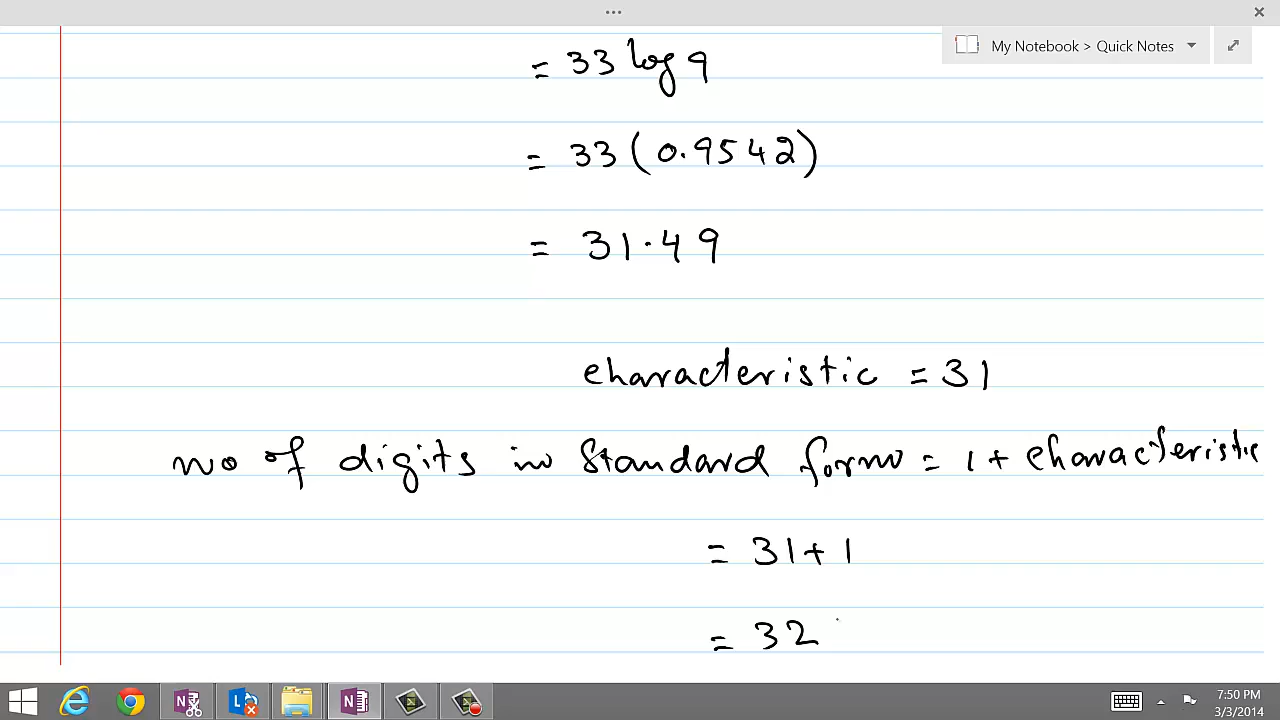 My Notebook > Quick Notes
= 33 log 9
= 33 (0.9542)
= 31.49
characteristic = 31
no of digits in standard form = 1 + characteristic
= 31 + 1
= 32
7:50 PM
3/3/2014